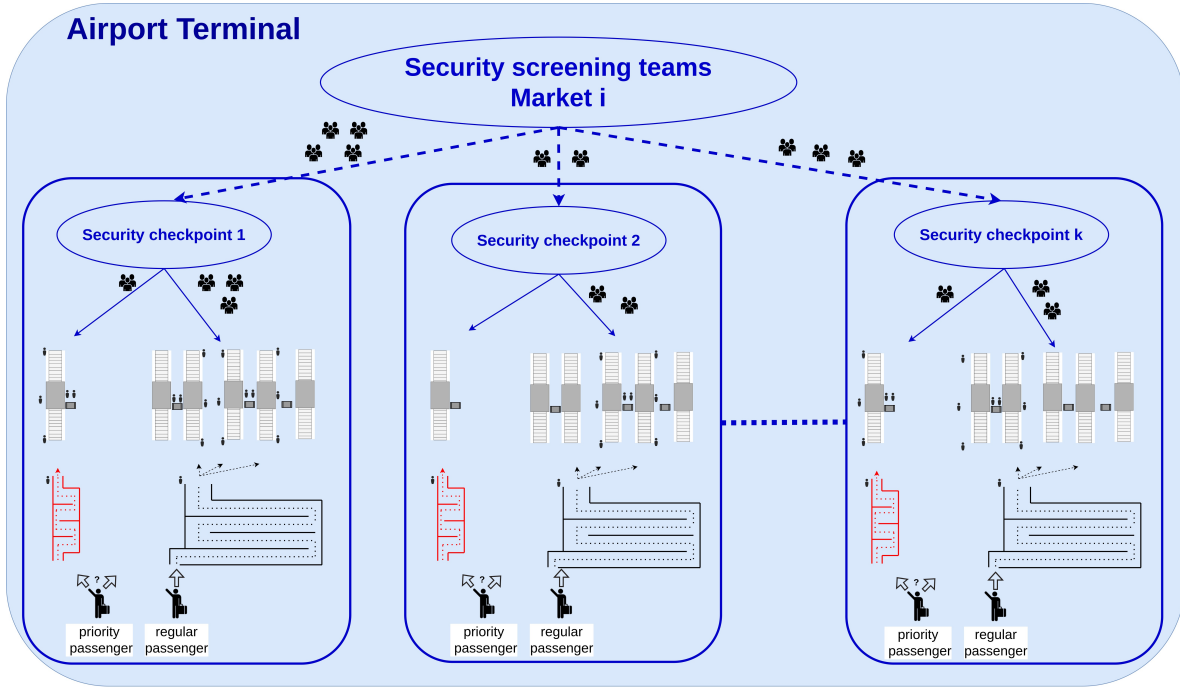 Airport Terminal
Security screening teams
Market i
Security checkpoint 1
Security checkpoint 2
Security checkpoint k
?
priority
passenger
regular
passenger
?
priority
passenger
regular
passenger
?
priority
passenger
regular
passenger